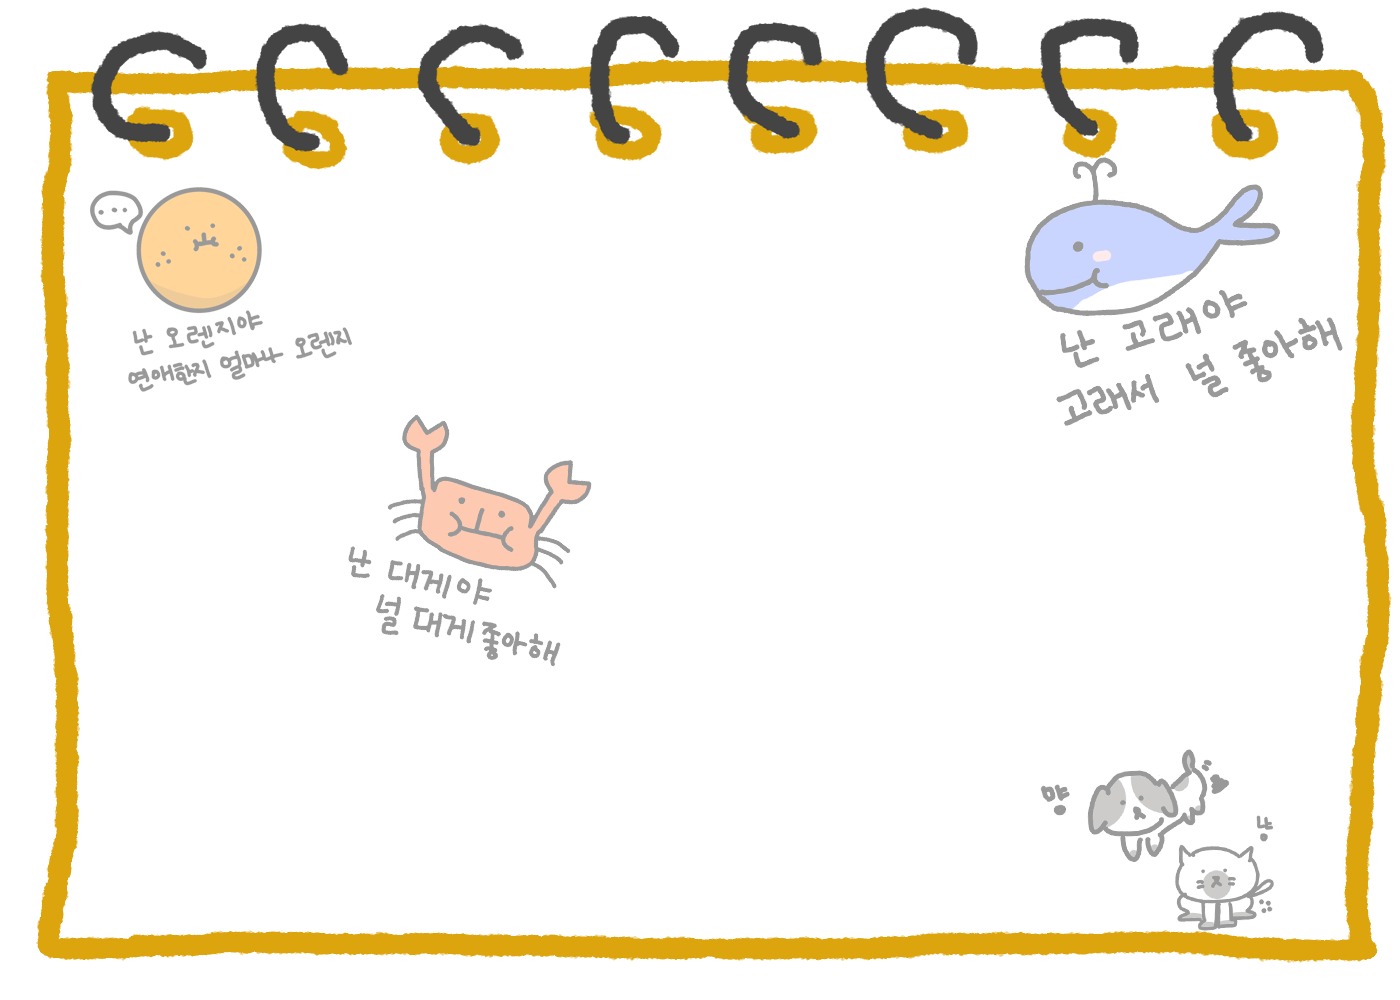 난 오렌지야
연애한지 얼마나 오렌지
난 고래야
고래서 널 좋아해
난 대게야
널 대게 좋아해
먕
냥